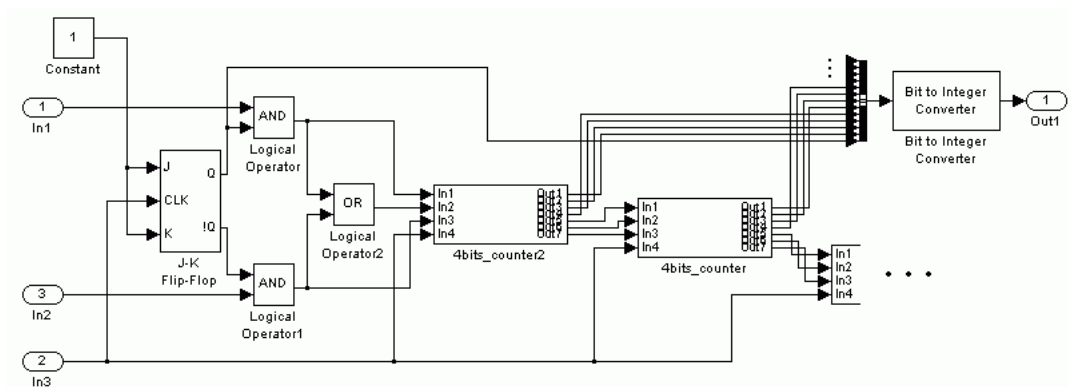 1
Constant
1
In1
J
CLK
K
Q
!Q
J-K
Flip-Flop
AND
Logical
Operator
OR
Logical
Operator2
AND
Logical
Operator1
3
In2
2
In3
In1
In2
In3
In4
Out1
Out7
4bits_counter2
In1
In2
In3
In4
Out1
Out7
4bits_counter
In1
In2
In3
In4
Bit to Integer
Converter
Bit to Integer
Converter
1
Out1